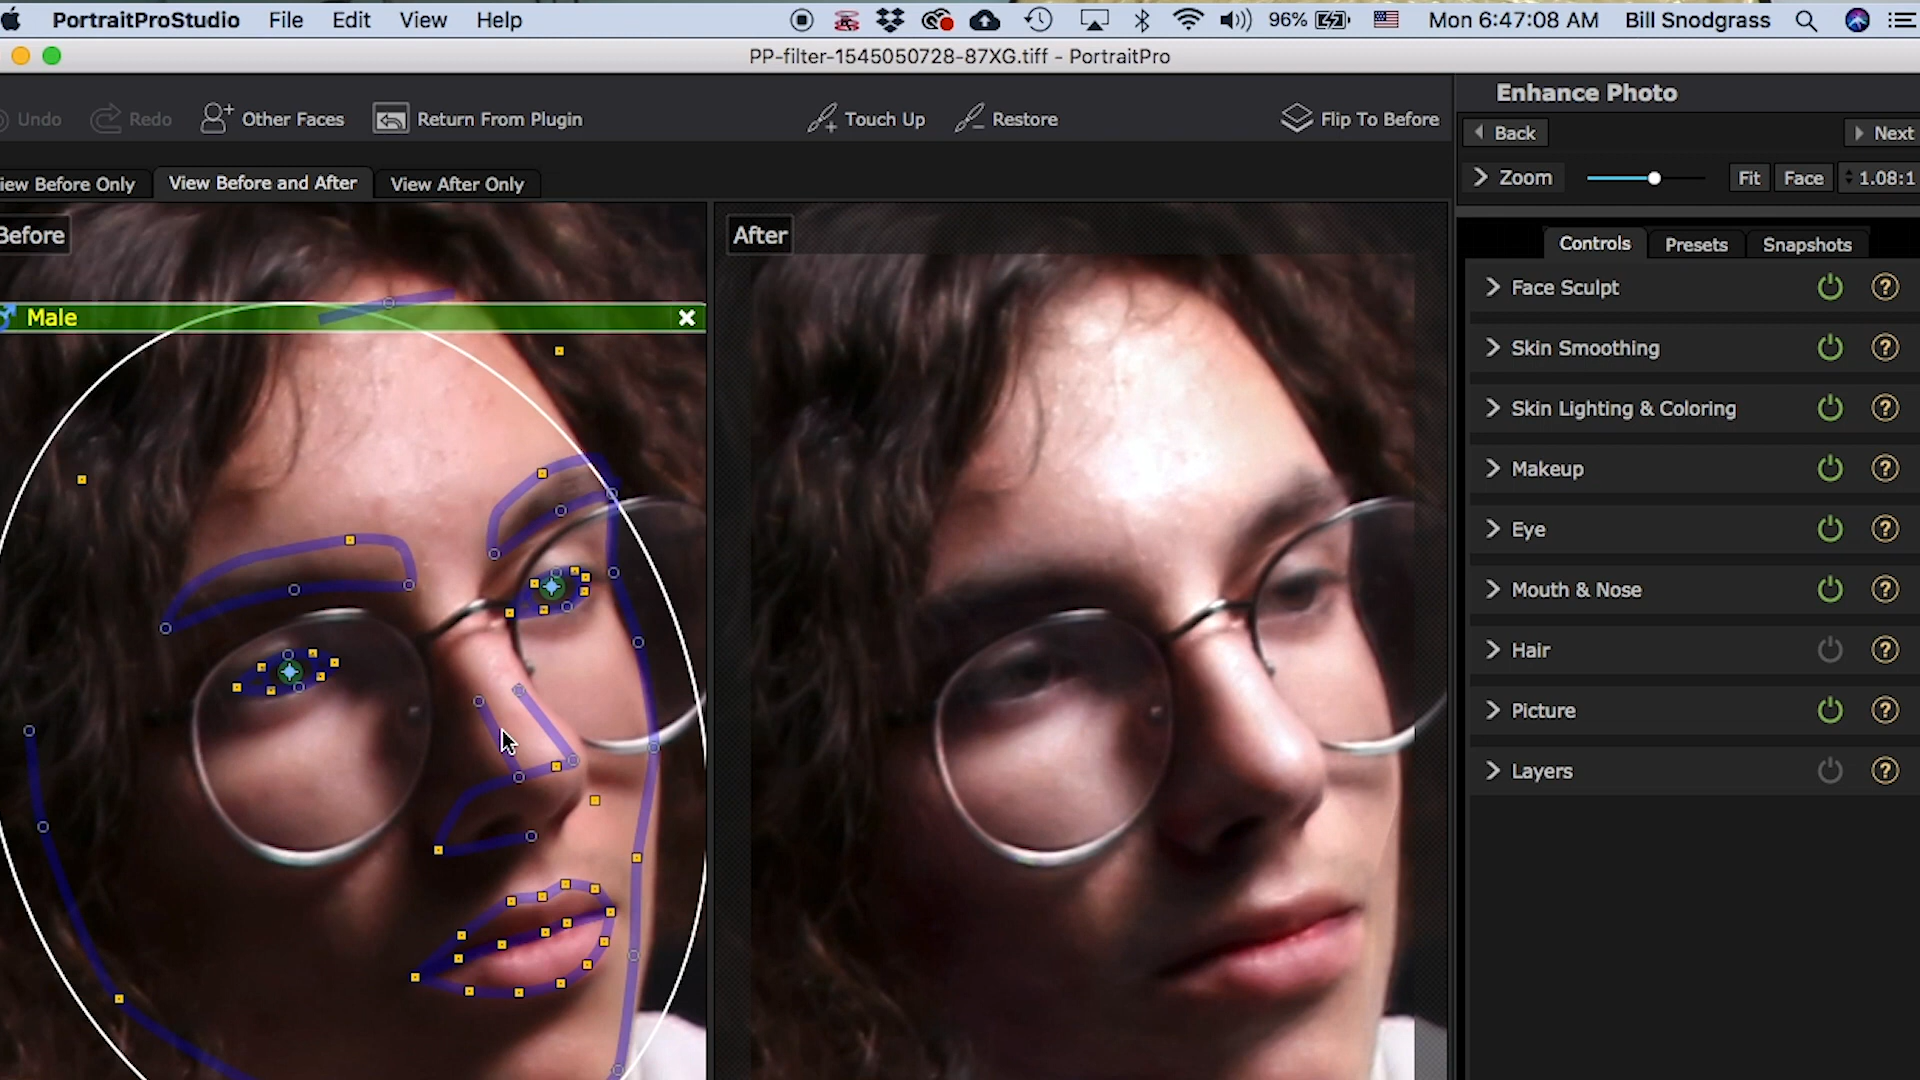 PortraitProStudio File Edit View Help 96% Mon 6:47:08 AM Bill Snodgrass
PP-filter-1545050728-87XG.tiff - PortraitPro
Undo Redo Other Faces Return From Plugin Touch Up Restore Flip To Before
Enhance Photo
Back Next
Zoom Fit Face 1.08:1
iew Before Only View Before and After View After Only
Before After
Male
Controls Presets Snapshots
Face Sculpt ?
Skin Smoothing ?
Skin Lighting & Coloring ?
Makeup ?
Eye ?
Mouth & Nose ?
Hair ?
Picture ?
Layers ?